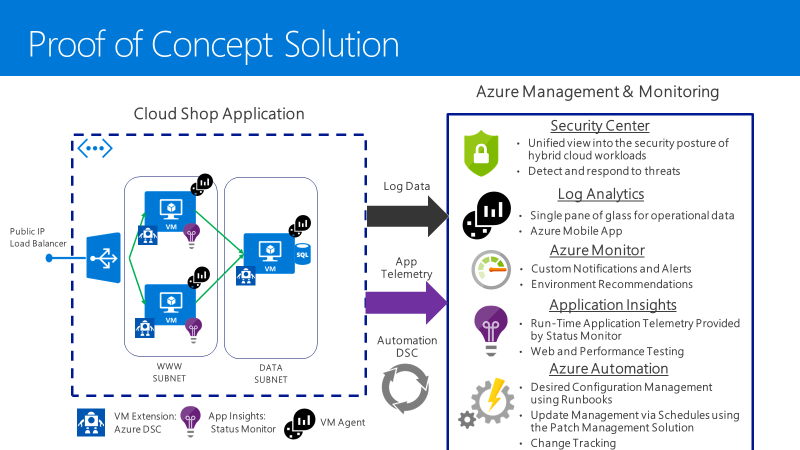 Proof of Concept Solution
Cloud Shop Application
Public IP
Load Balancer
VM
VM
VM
SQL
WWW
SUBNET
DATA
SUBNET
VM Extension:
Azure DSC
App Insights:
Status Monitor
VM Agent
Log Data
App
Telemetry
Automation
DSC
Azure Management & Monitoring
Security Center
• Unified view into the security posture of
hybrid cloud workloads
• Detect and respond to threats
Log Analytics
• Single pane of glass for operational data
• Azure Mobile App
Azure Monitor
• Custom Notifications and Alerts
• Environment Recommendations
Application Insights
• Run-Time Application Telemetry Provided
by Status Monitor
• Web and Performance Testing
Azure Automation
• Desired Configuration Management
using Runbooks
• Update Management via Schedules using
the Patch Management Solution
• Change Tracking